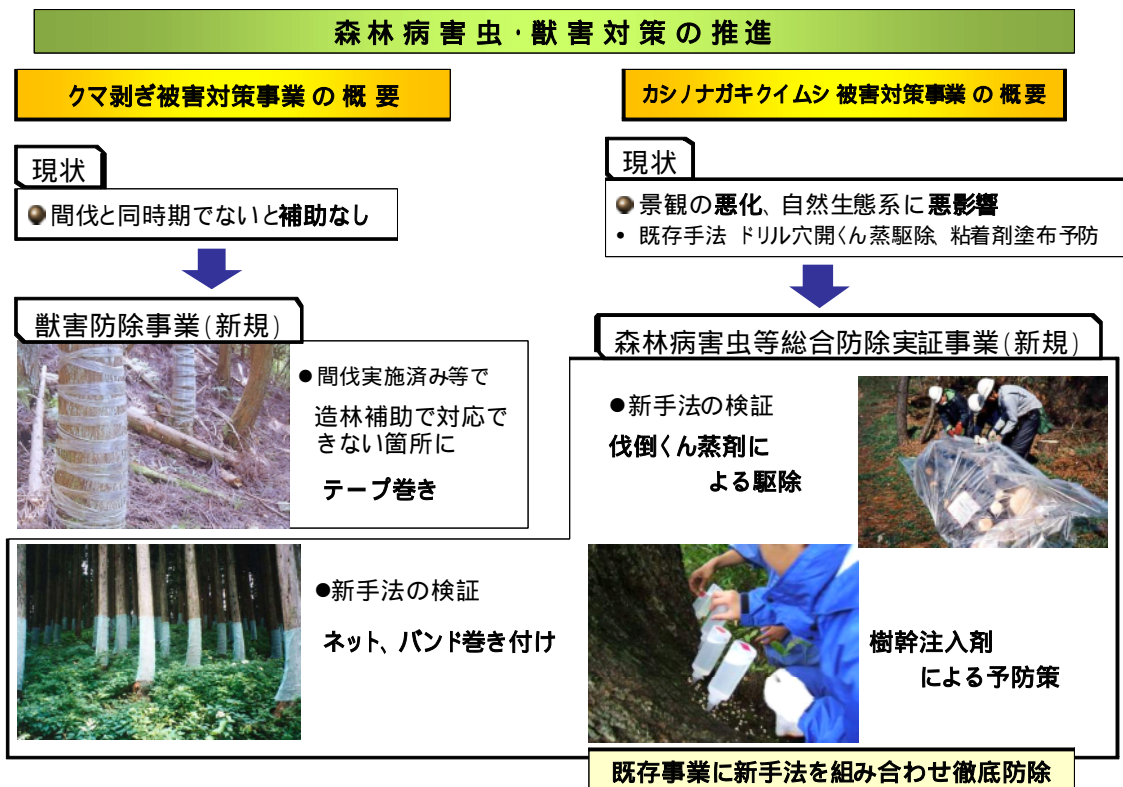 森林病害虫・獣害対策の推進
クマ剥ぎ被害対策事業の概要
現状
●間伐と同時期でないと補助なし
獣害防除事業(新規)
●間伐実施済み等で
造林補助で対応で
きない箇所に
テープ巻き
●新手法の検証
ネット、バンド巻き付け
カシノナガキクイムシ被害対策事業の概要
現状
●景観の悪化、自然生態系に悪影響
・既存手法 ドリル穴開くん蒸駆除、粘着剤塗布予防
森林病害虫等総合防除実証事業(新規)
●新手法の検証
伐倒くん蒸剤に
よる駆除
樹幹注入剤
による予防策
既存事業に新手法を組み合わせ徹底防除